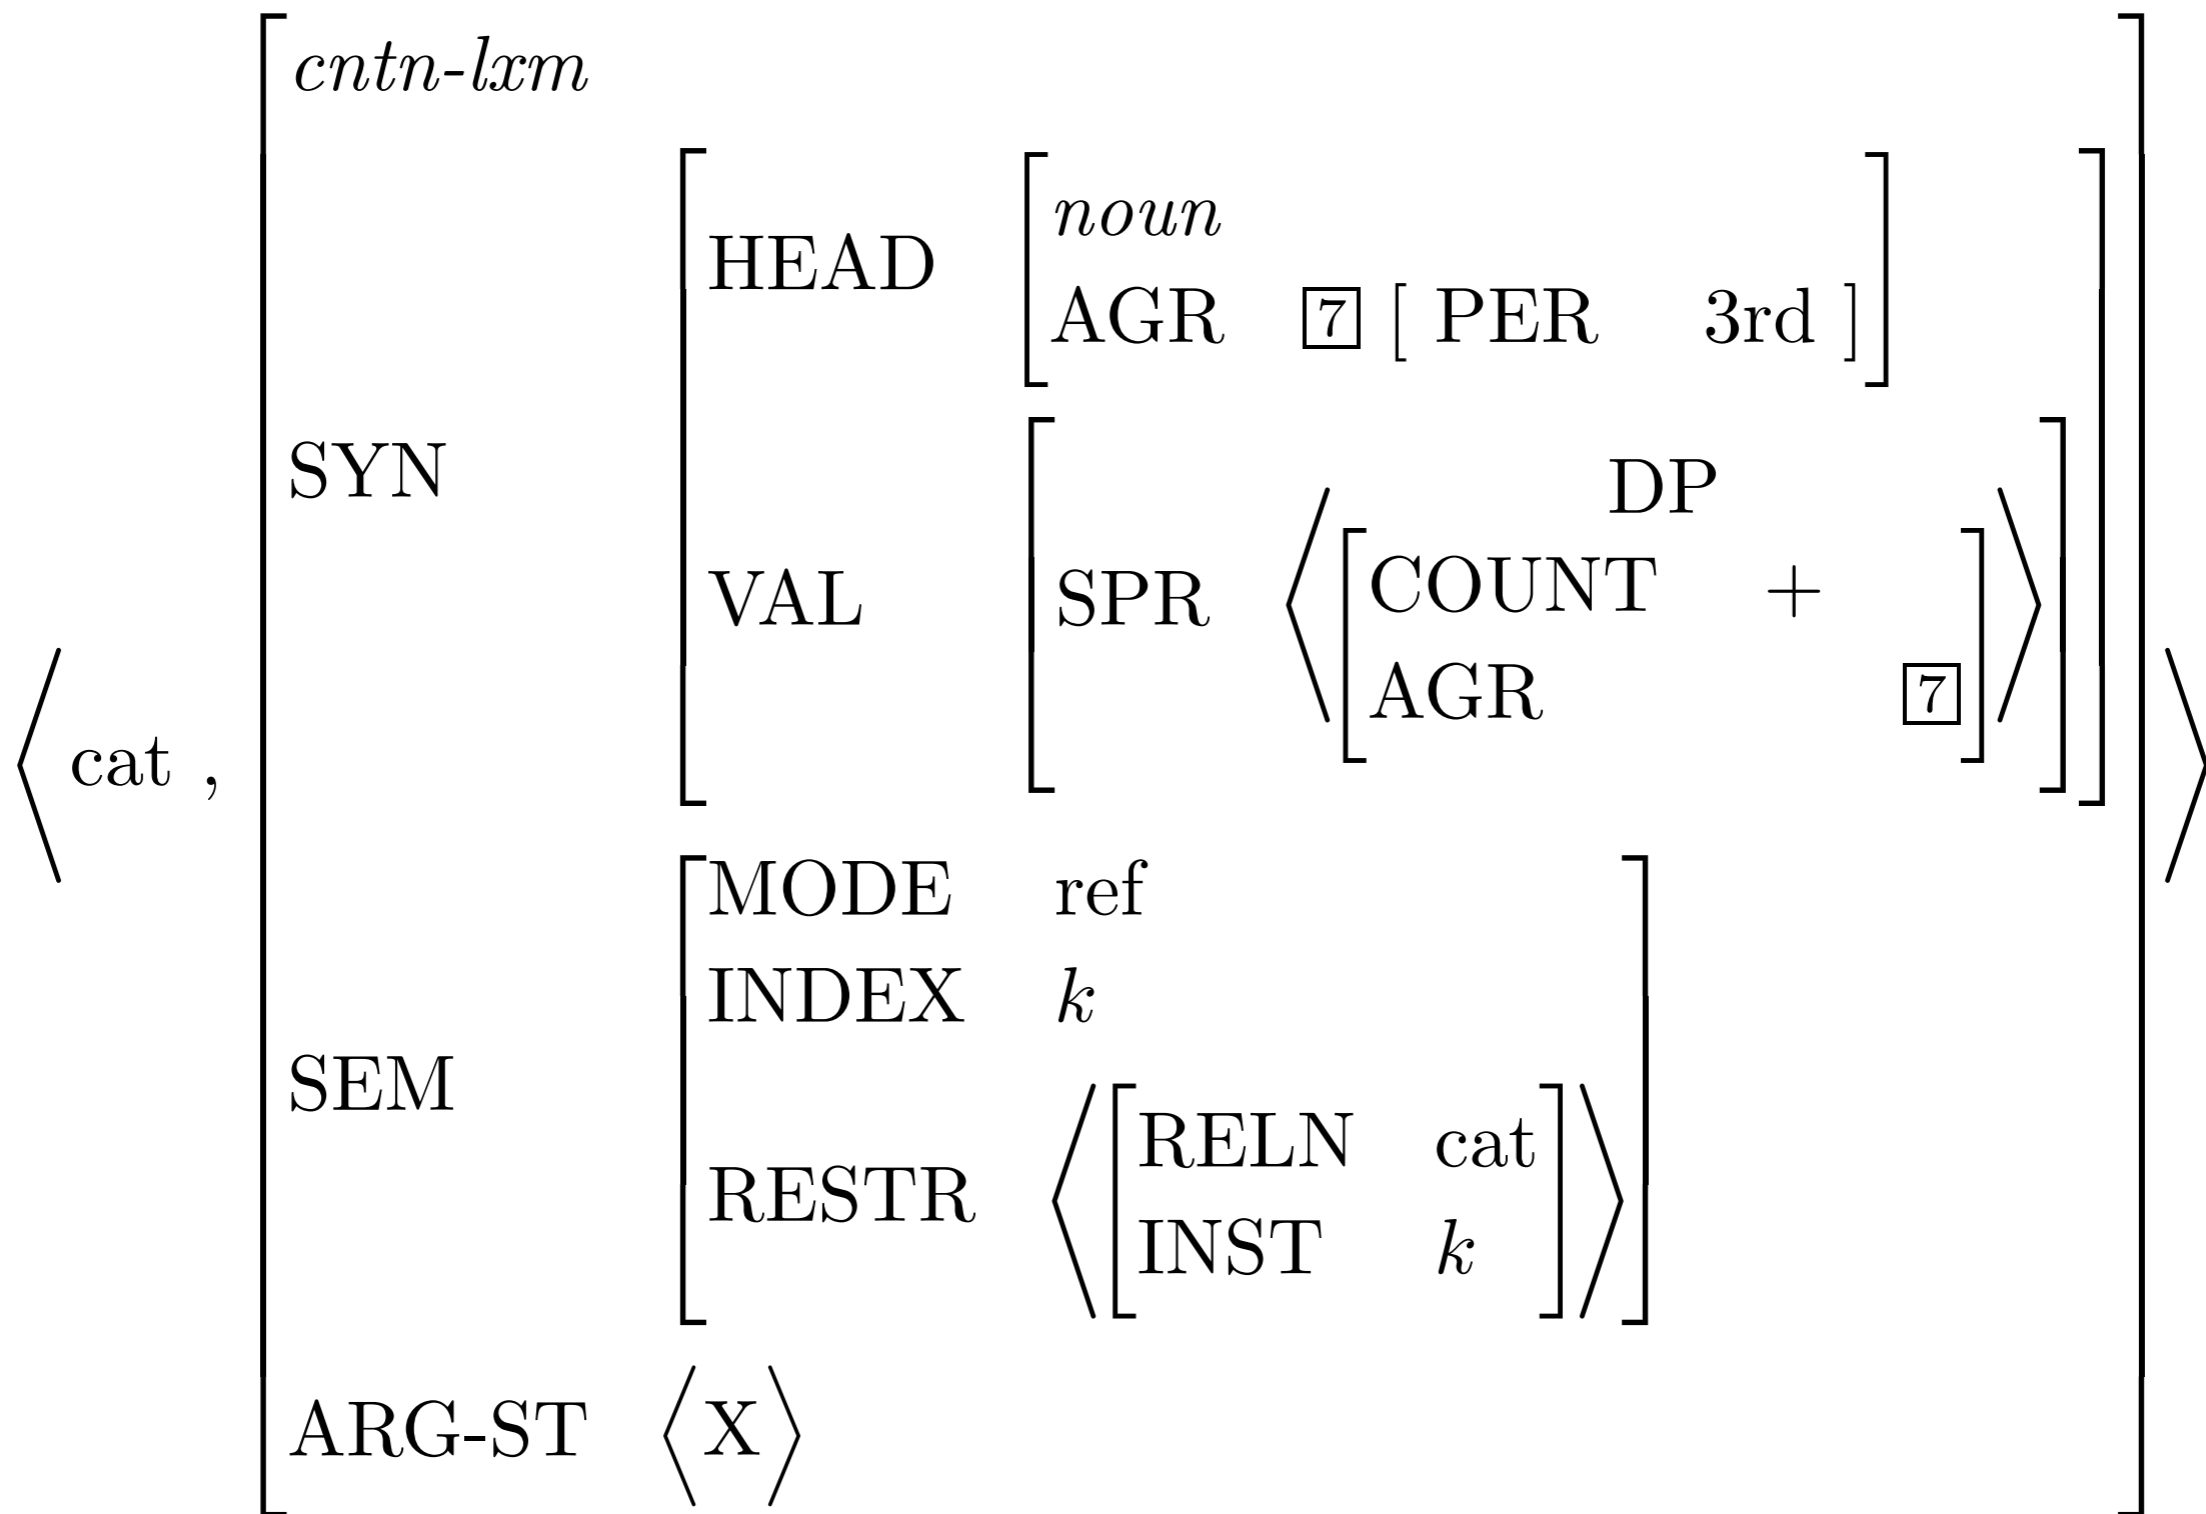 cntn-lxm
noun
HEAD
AGR 7 [ PER 3rd ]
SYN
DP
VAL SPR ⟨ COUNT +
AGR 7 ⟩
⟨ cat ,
MODE ref
INDEX k
SEM
RELN cat
RESTR
INST k
ARG-ST ⟨X⟩